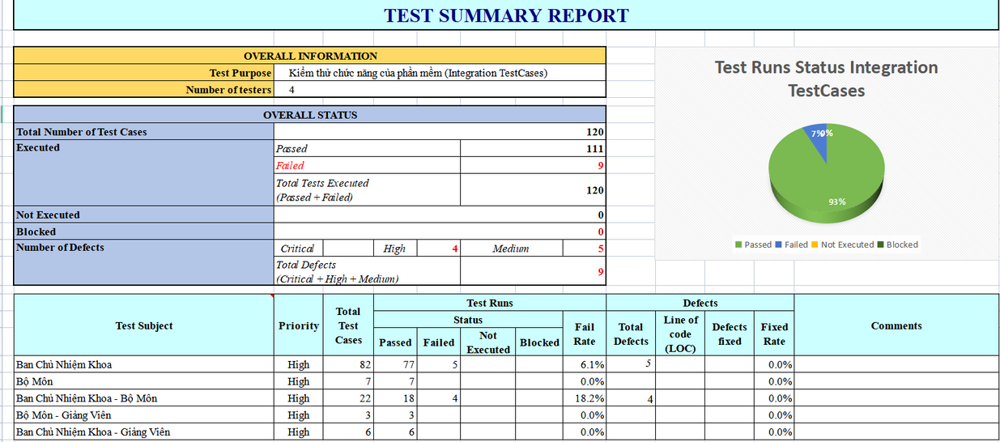 TEST SUMMARY REPORT
OVERALL INFORMATION
Test Purpose Kiểm thử chức năng của phần mềm (Integration TestCases)
Number of testers 4
OVERALL STATUS
Total Number of Test Cases 120
Executed Passed 111
Failed 9
Total Tests Executed
(Passed + Failed) 120
Not Executed 0
Blocked 0
Number of Defects Critical High 4 Medium 5
Total Defects
(Critical + High + Medium) 9
Test Runs Status Integration
TestCases
7% 0%
93%
Passed Failed Not Executed Blocked
Test Subject Priority Total Test Cases Test Runs Defects Comments
Status Fail Rate Total Defects Line of code (LOC) Defects fixed Fixed Rate
Passed Failed Not Executed Blocked
Ban Chủ Nhiệm Khoa High 82 77 5 6.1% 5 0.0%
Bộ Môn High 7 7 0.0% 0.0%
Ban Chủ Nhiệm Khoa - Bộ Môn High 22 18 4 18.2% 4 0.0%
Bộ Môn - Giảng Viên High 3 3 0.0% 0.0%
Ban Chủ Nhiệm Khoa - Giảng Viên High 6 6 0.0% 0.0%